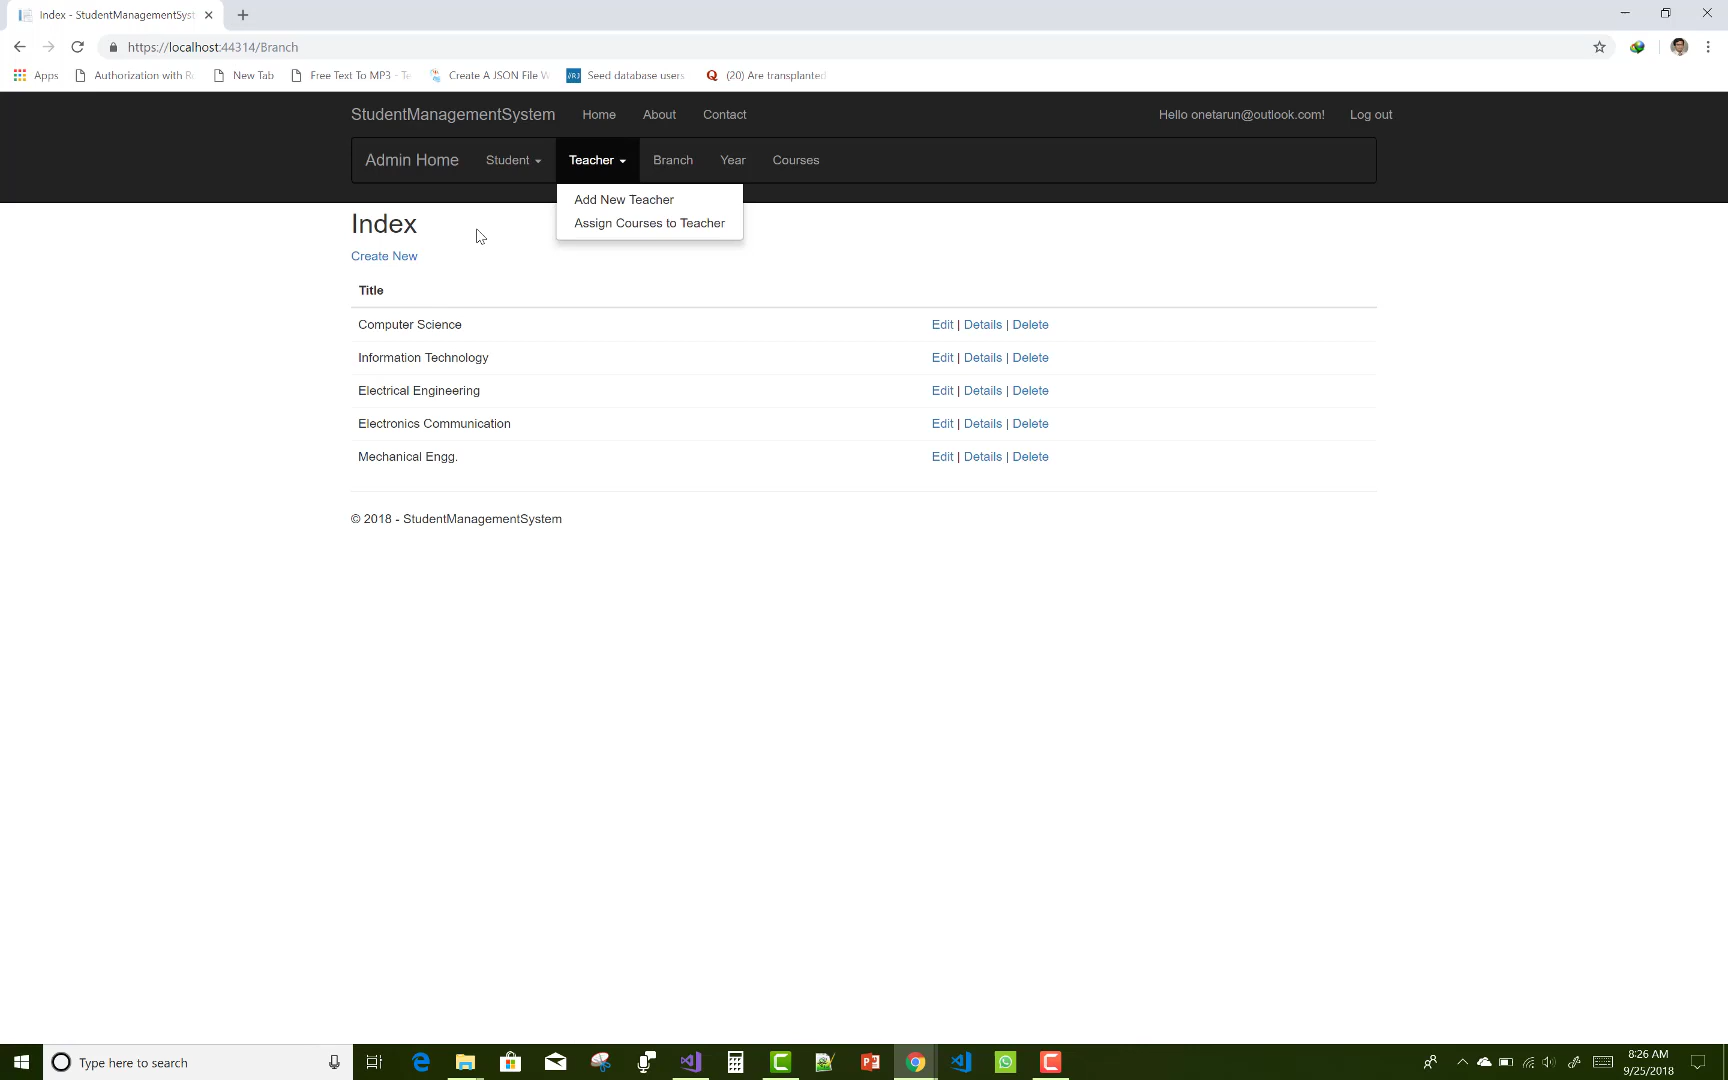 Index - StudentManagementSyst
https://localhost:44314/Branch
Apps Authorization with New Tab Free Text To MP3 - Create A JSON File Seed database users (20) Are transplanted
StudentManagementSystem Home About Contact Hello onetarun@outlook.com! Log out
Admin Home Student Teacher Branch Year Courses
Add New Teacher
Assign Courses to Teacher
Index
Create New
Title
Computer Science Edit | Details | Delete
Information Technology Edit | Details | Delete
Electrical Engineering Edit | Details | Delete
Electronics Communication Edit | Details | Delete
Mechanical Engg. Edit | Details | Delete
© 2018 - StudentManagementSystem
Type here to search
8:26 AM
9/25/2018